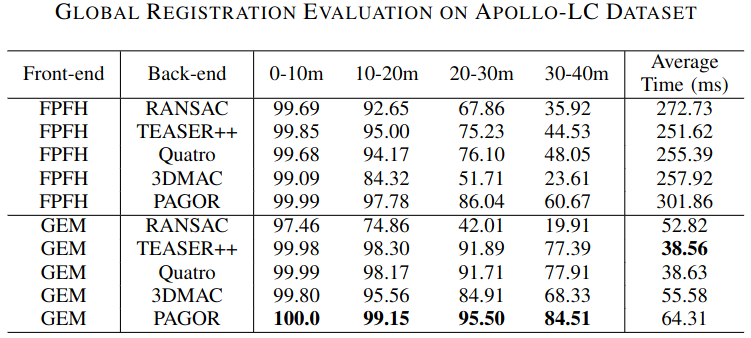 GLOBAL REGISTRATION EVALUATION ON APOLLO-LC DATASET
Front-end Back-end 0-10m 10-20m 20-30m 30-40m Average Time (ms)
FPFH RANSAC 99.69 92.65 67.86 35.92 272.73
FPFH TEASER++ 99.85 95.00 75.23 44.53 251.62
FPFH Quatro 99.68 94.17 76.10 48.05 255.39
FPFH 3DMAC 99.09 84.32 51.71 23.61 257.92
FPFH PAGOR 99.99 97.78 86.04 60.67 301.86
GEM RANSAC 97.46 74.86 42.01 19.91 52.82
GEM TEASER++ 99.98 98.30 91.89 77.39 38.56
GEM Quatro 99.99 98.17 91.71 77.91 38.63
GEM 3DMAC 99.80 95.56 84.91 68.33 55.58
GEM PAGOR 100.0 99.15 95.50 84.51 64.31